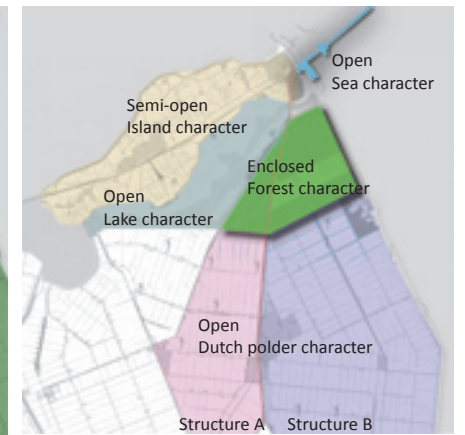 Open
Sea character
Semi-open
Island character
Enclosed
Forest character
Open
Lake character
Open
Dutch polder character
Structure A
Structure B